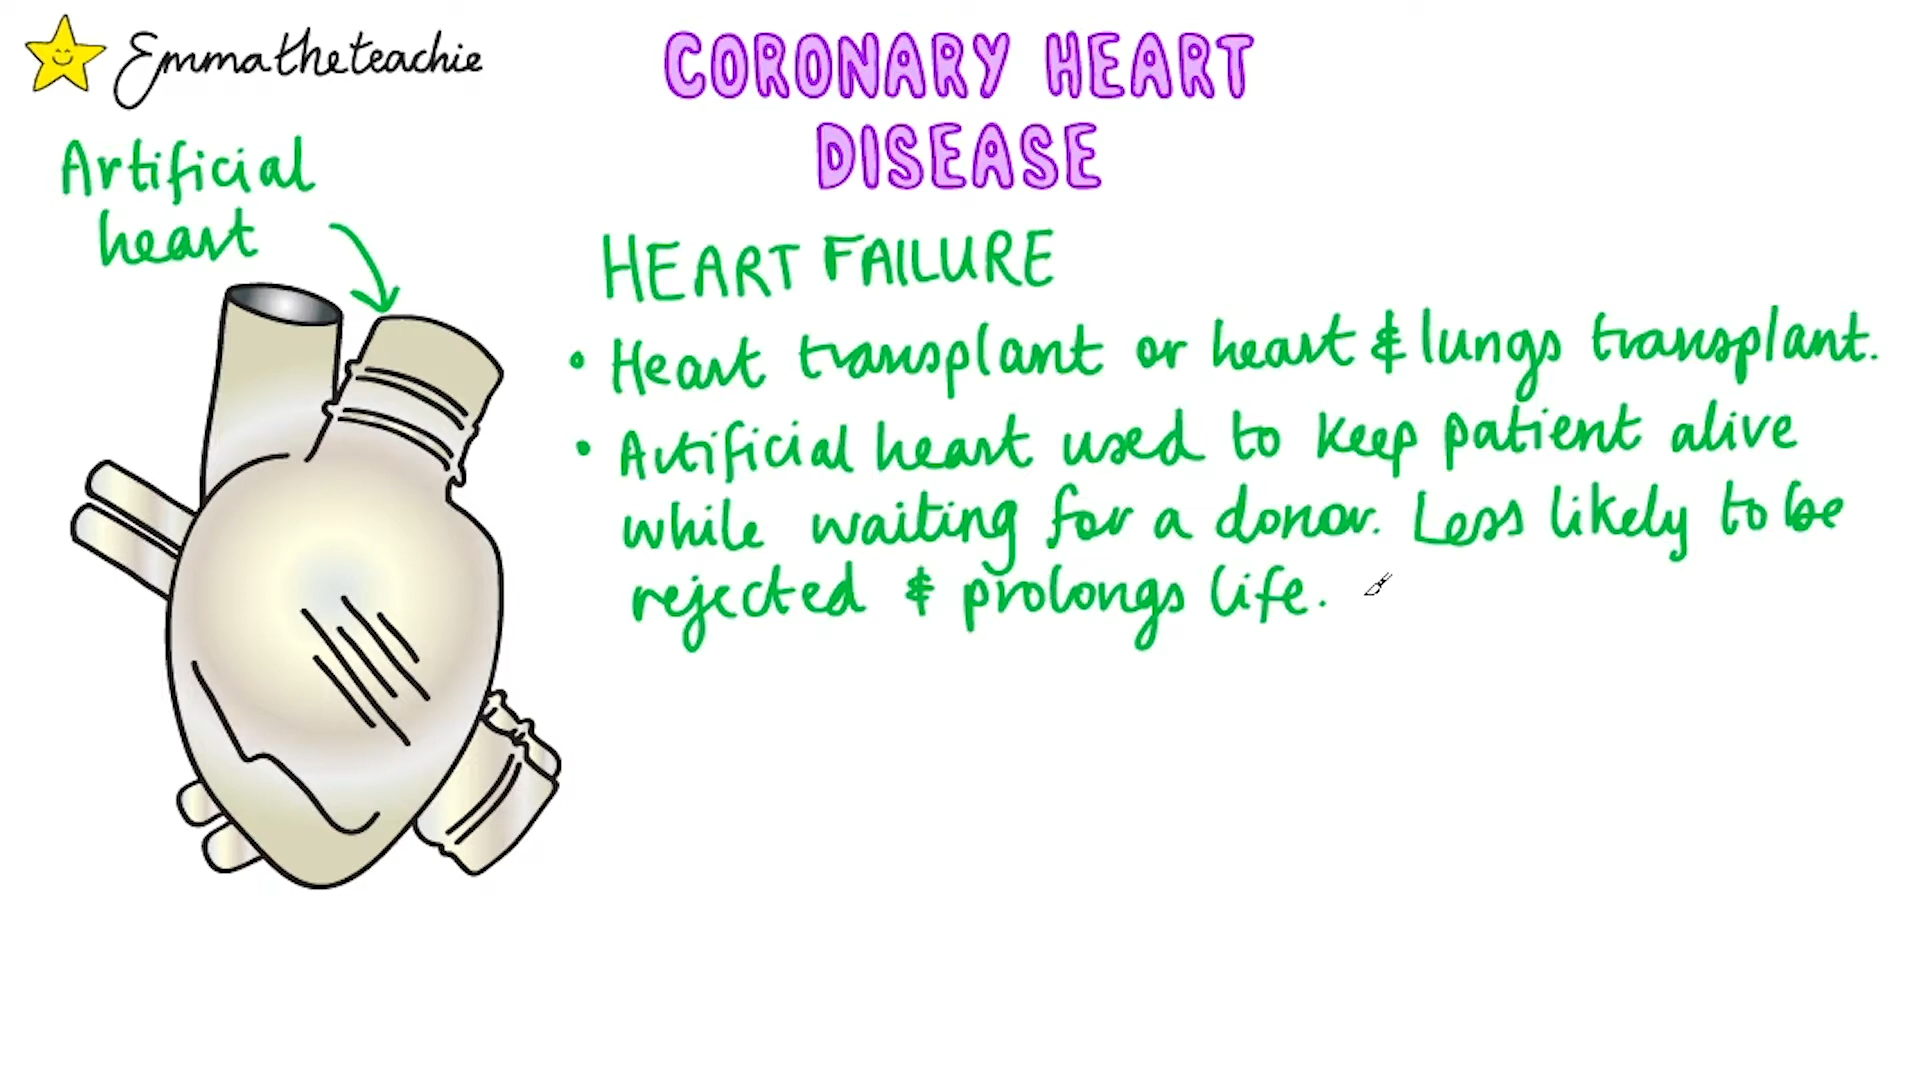 Emmatheteachie
CORONARY HEART
DISEASE
Artificial
heart
HEART FAILURE
• Heart transplant or heart & lungs transplant.
• Artificial heart used to keep patient alive
while waiting for a donor. Less likely to be
rejected & prolongs life.